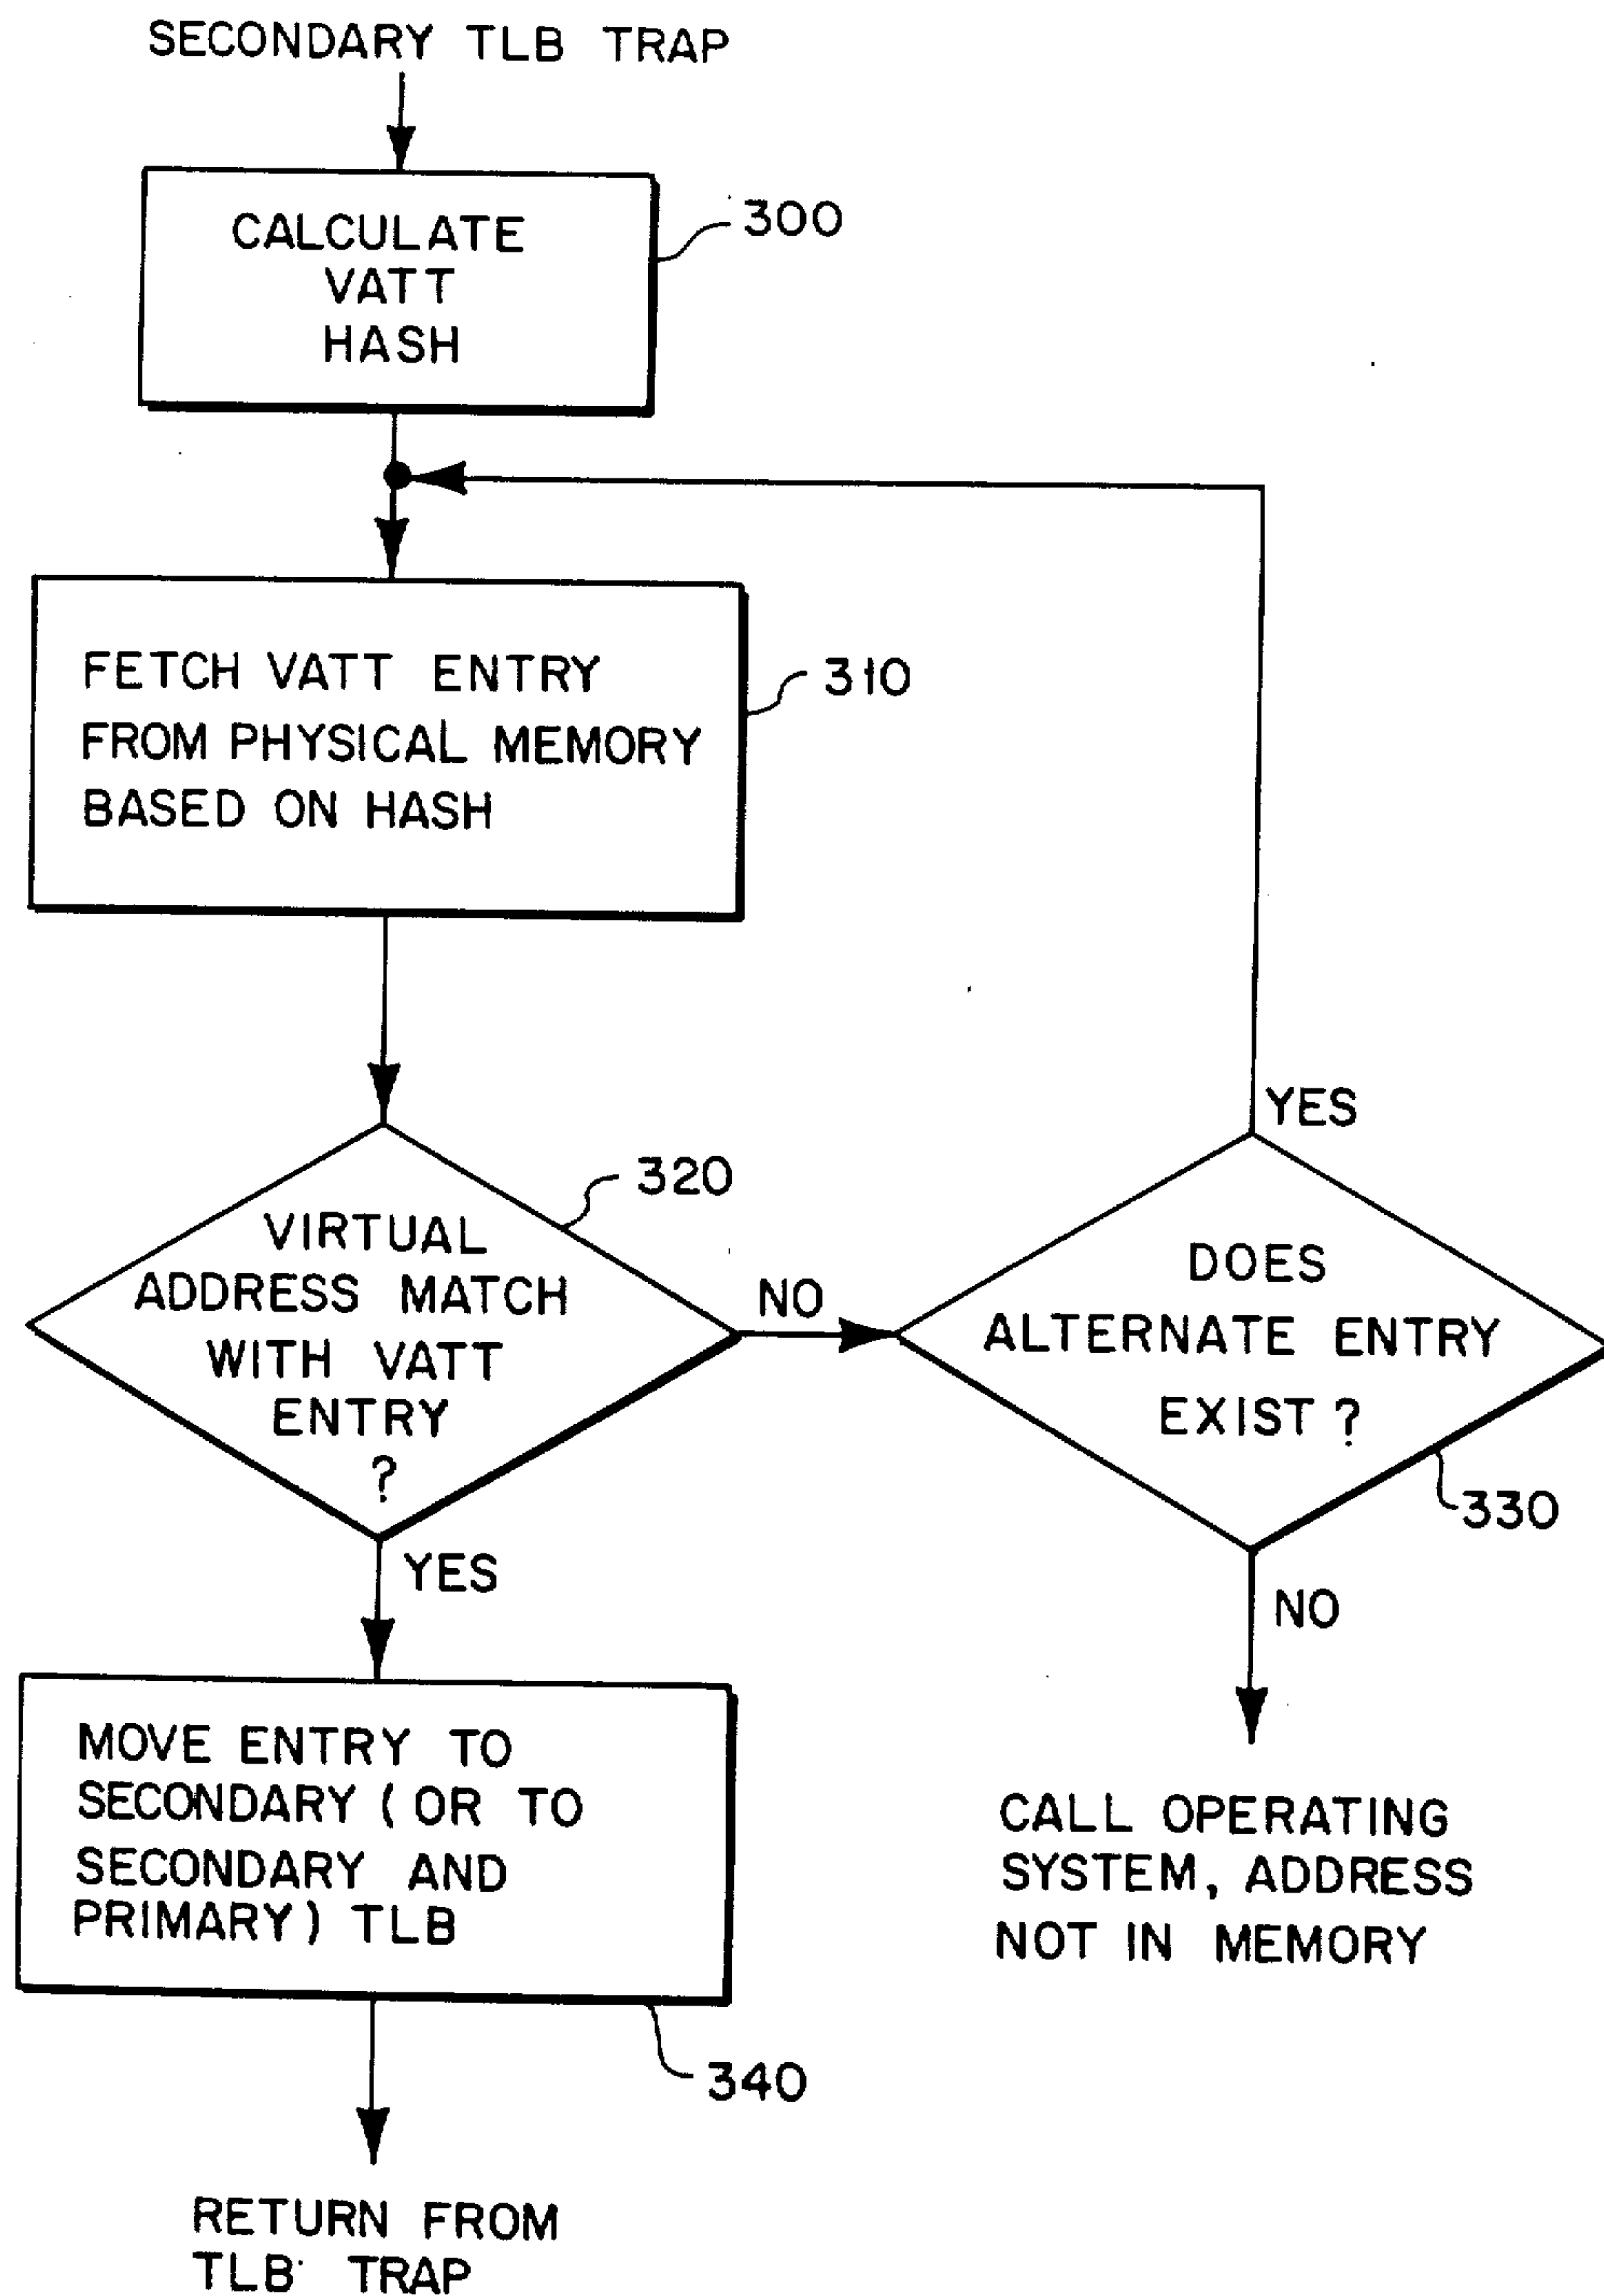 SECONDARY TLB TRAP
CALCULATE
VATT
HASH
300
FETCH VATT ENTRY
FROM PHYSICAL MEMORY
BASED ON HASH
310
VIRTUAL
ADDRESS MATCH
WITH VATT
ENTRY
?
320
NO
YES
DOES
ALTERNATE ENTRY
EXIST ?
330
YES
NO
MOVE ENTRY TO
SECONDARY ( OR TO
SECONDARY AND
PRIMARY ) TLB
340
CALL OPERATING
SYSTEM, ADDRESS
NOT IN MEMORY
RETURN FROM
TLB TRAP